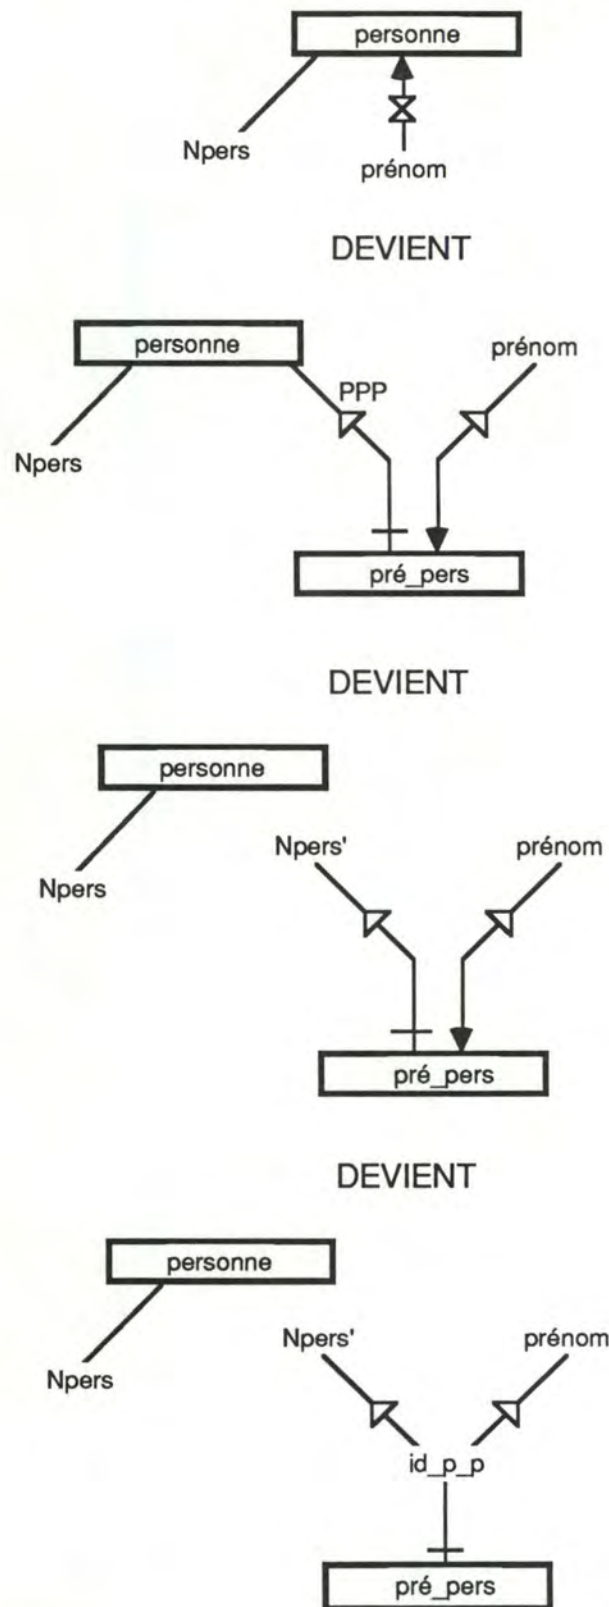 personne
Npers
prénom
DEVIENT
personne
prénom
PPP
Npers
pré_pers
DEVIENT
personne
Npers'
prénom
Npers
pré_pers
DEVIENT
personne
Npers'
prénom
Npers
id_p_p
pré_pers